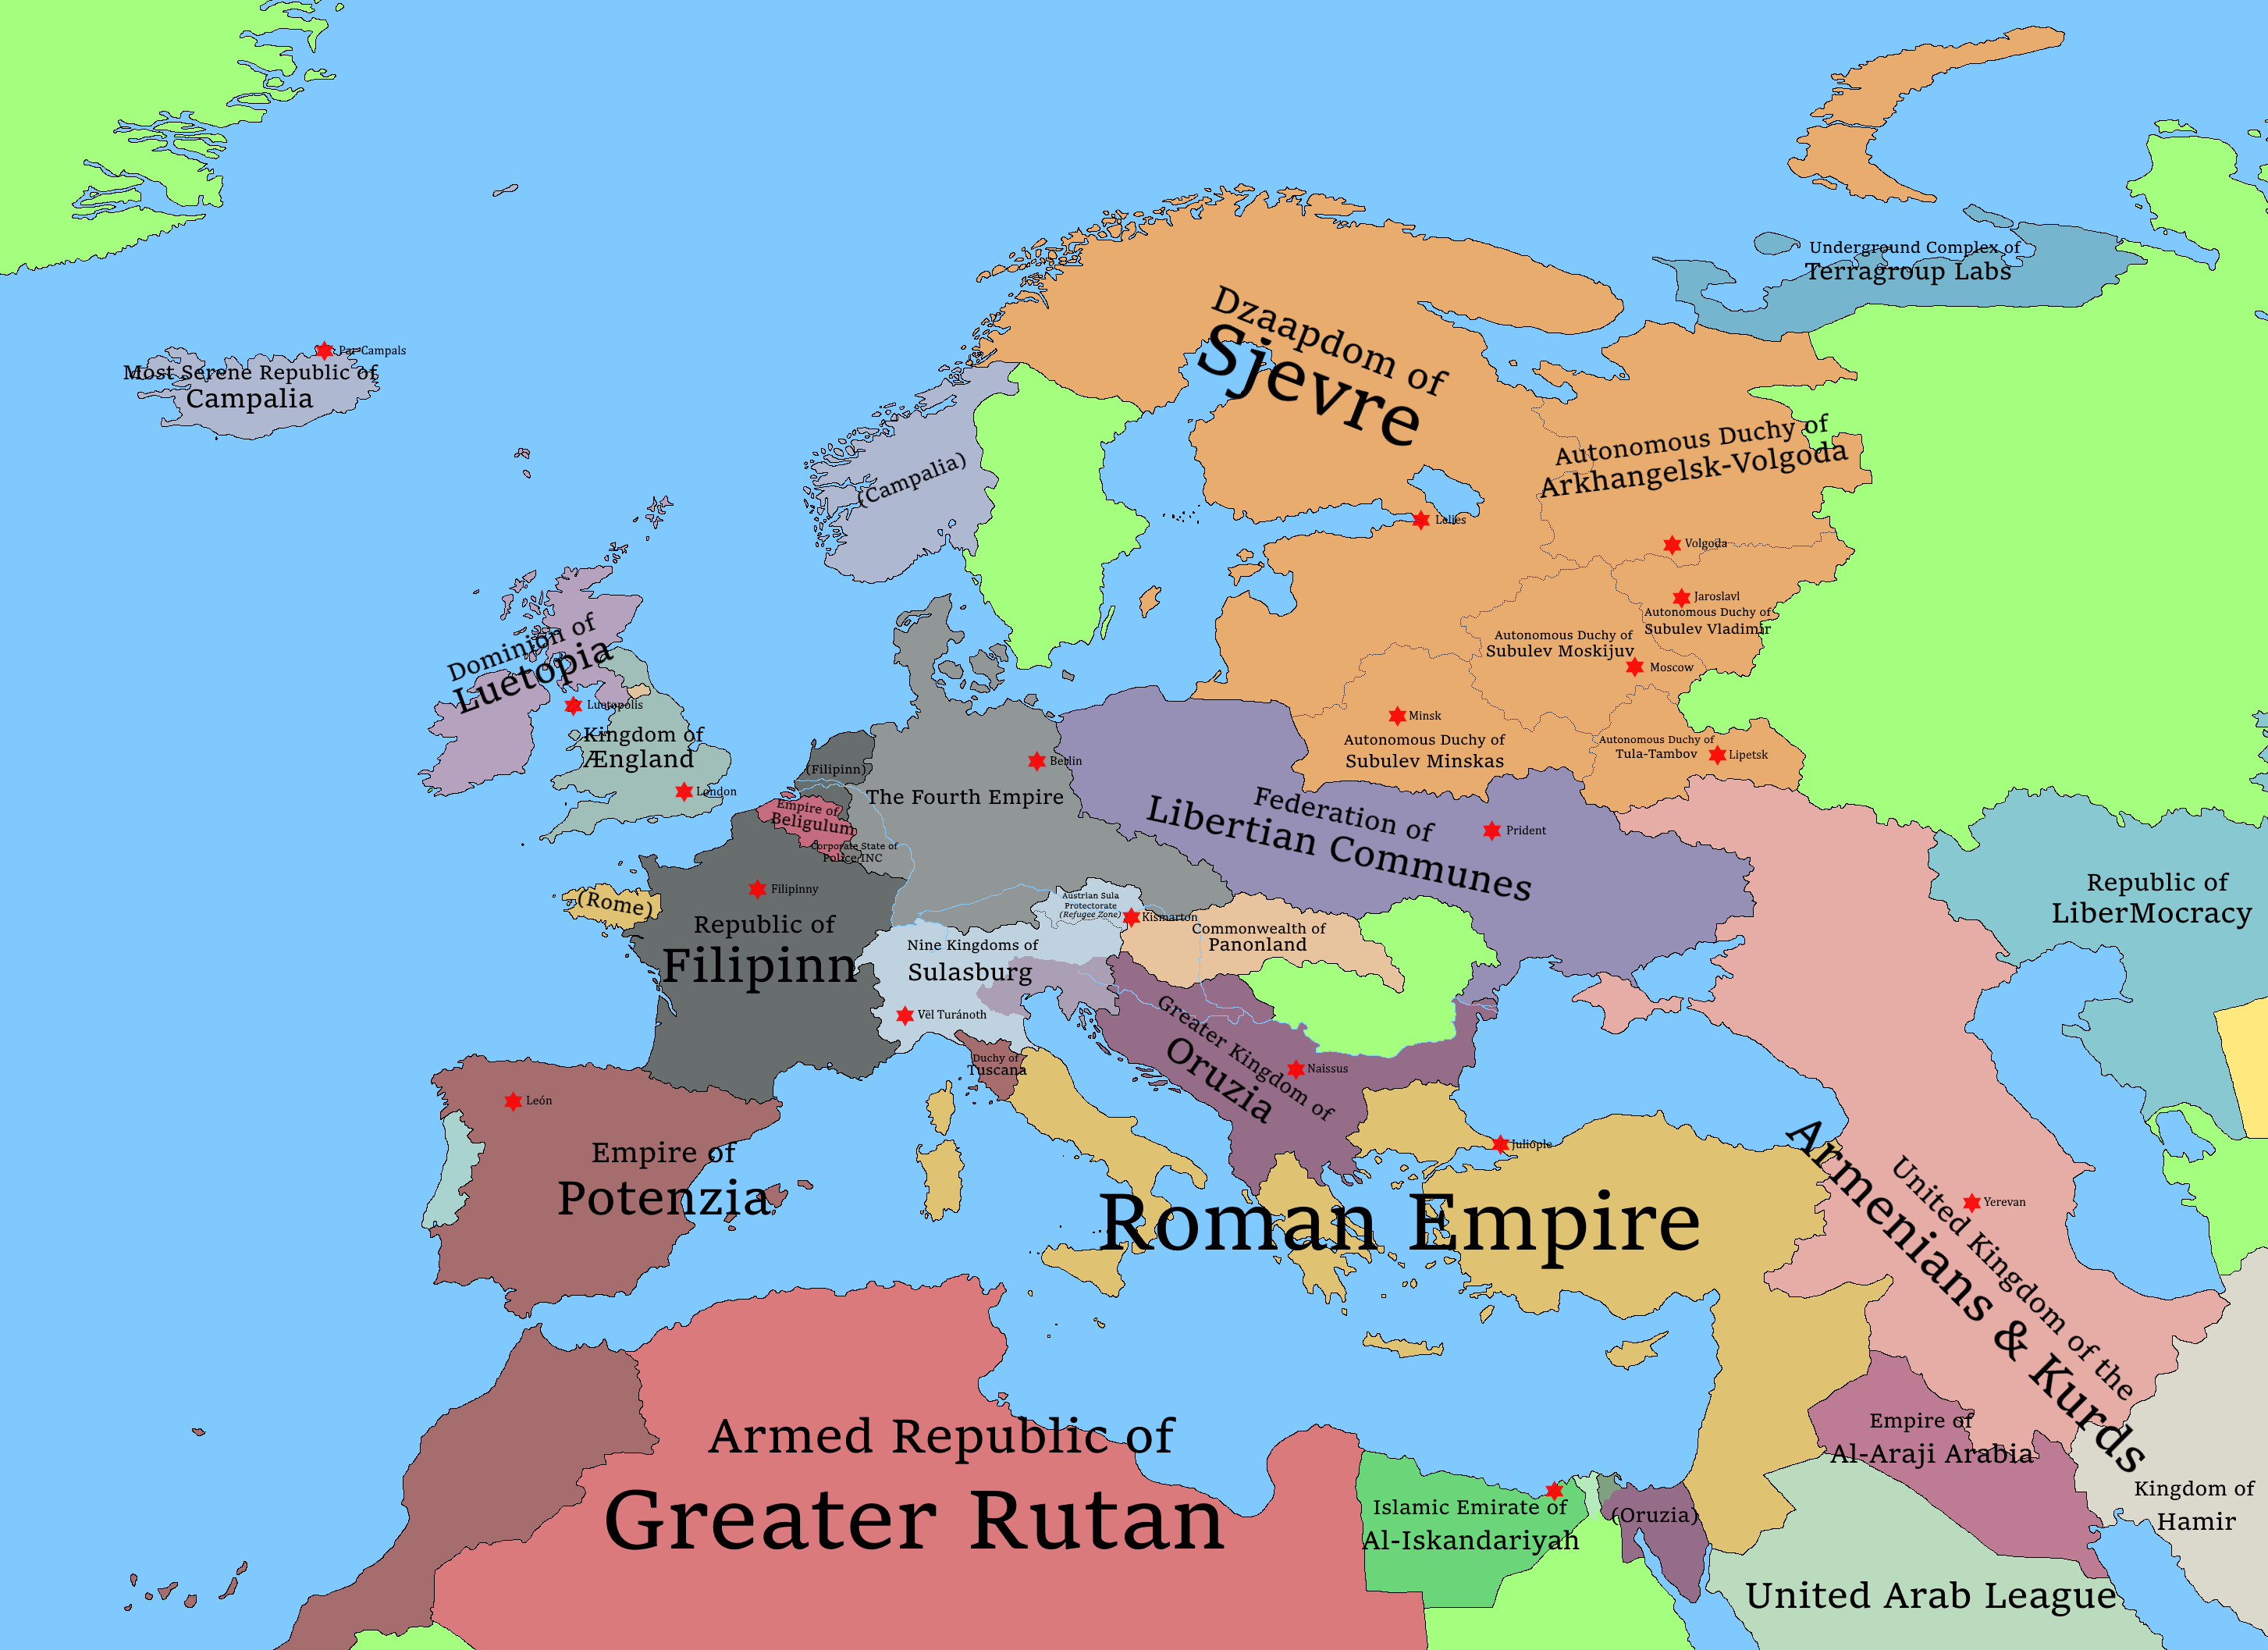 Underground Complex of
Terragroup Labs
Dzaapdom of
Sjevre
Par Campals
Most Serene Republic of
Campalia
(Campalia)
Autonomous Duchy of
Arkhangelsk-Volgoda
Lelies
Volgoda
Jaroslavl
Autonomous Duchy of
Subulev Vladimir
Autonomous Duchy of
Subulev Moskijuv
Moscow
Dominion of
Luetopia
Luetopolis
Kingdom of
Ængland
London
Minsk
Autonomous Duchy of
Subulev Minskas
Autonomous Duchy of
Tula-Tambov
Lipetsk
Berlin
(Filipinn)
The Fourth Empire
Empire of
Beligulum
Corporate State of
Police INC
Federation of
Libertian Communes
Prident
Filipinny
(Rome)
Republic of
Filipinn
Austrian Sula
Protectorate
(Refugee Zone)
Kismarton
Commonwealth of
Panonland
Nine Kingdoms of
Sulasburg
Vël Turánoth
Republic of
LiberMocracy
Greater Kingdom of
Oruzia
Naissus
Duchy of
Tuscana
León
Empire of
Potenzia
Juliople
Roman Empire
United Kingdom of the
Armenians & Kurds
Yerevan
Armed Republic of
Greater Rutan
Empire of
Al-Araji Arabia
Islamic Emirate of
Al-Iskandariyah
(Oruzia)
Kingdom of
Hamir
United Arab League